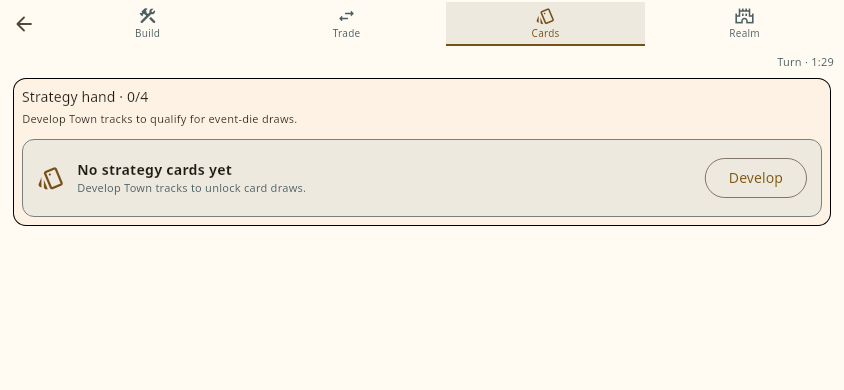 Build
Trade
Cards
Realm
Turn · 1:29
Strategy hand · 0/4
Develop Town tracks to qualify for event-die draws.
No strategy cards yet
Develop Town tracks to unlock card draws.
Develop